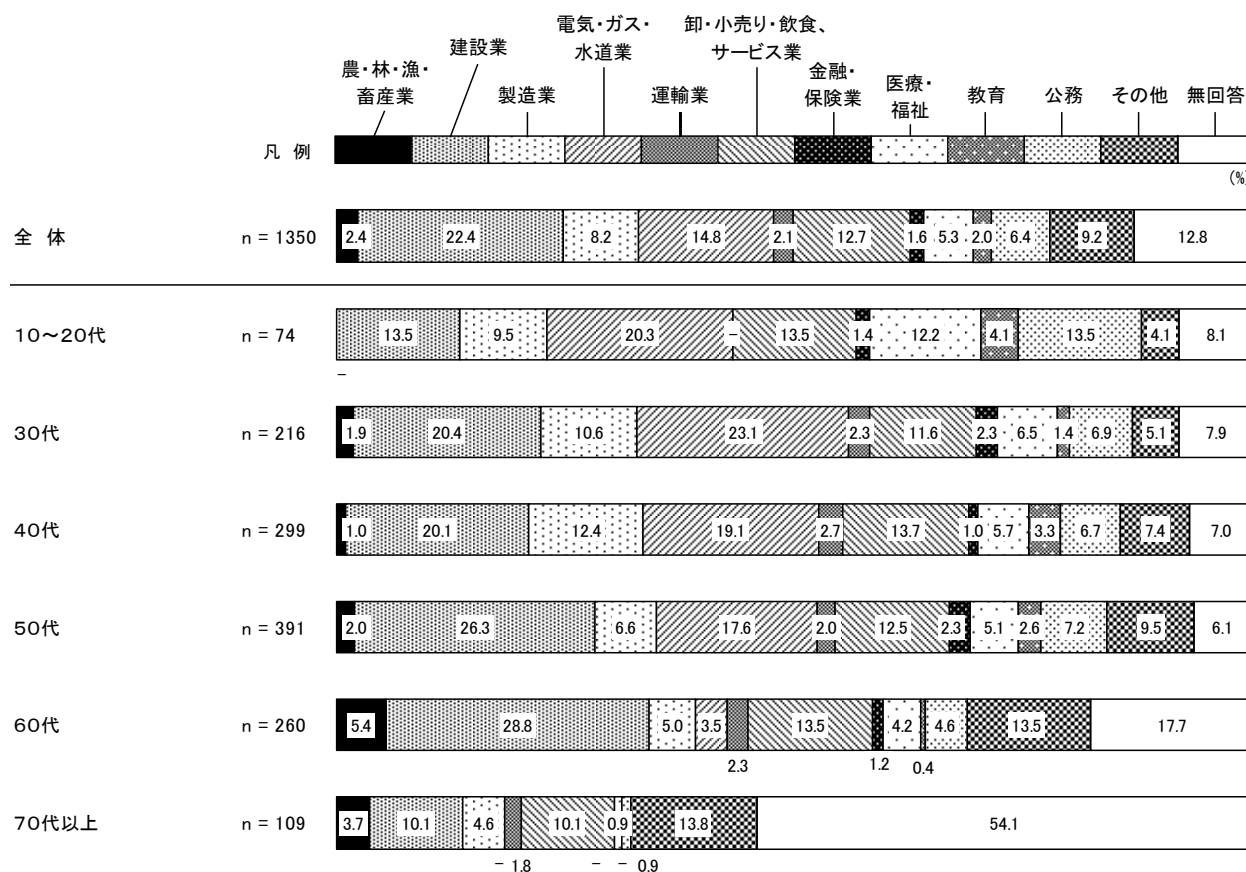 農・林・漁・
畜産業
建設業
製造業
電気・ガス・
水道業
運輸業
卸・小売り・飲食、
サービス業
金融・
保険業
医療・
福祉
教育
公務
その他
無回答
凡 例
(%)
全 体 n = 1350 2.4 22.4 8.2 14.8 2.1 12.7 1.6 5.3 2.0 6.4 9.2 12.8
10～20代 n = 74 13.5 9.5 20.3 － 13.5 1.4 12.2 4.1 13.5 4.1 8.1
－
30代 n = 216 1.9 20.4 10.6 23.1 2.3 11.6 2.3 6.5 1.4 6.9 5.1 7.9
40代 n = 299 1.0 20.1 12.4 19.1 2.7 13.7 1.0 5.7 3.3 6.7 7.4 7.0
50代 n = 391 2.0 26.3 6.6 17.6 2.0 12.5 2.3 5.1 2.6 7.2 9.5 6.1
60代 n = 260 5.4 28.8 5.0 3.5 13.5 4.2 4.6 13.5 17.7
2.3 1.2 0.4
70代以上 n = 109 3.7 10.1 4.6 10.1 0.9 13.8 54.1
－ 1.8 － － 0.9